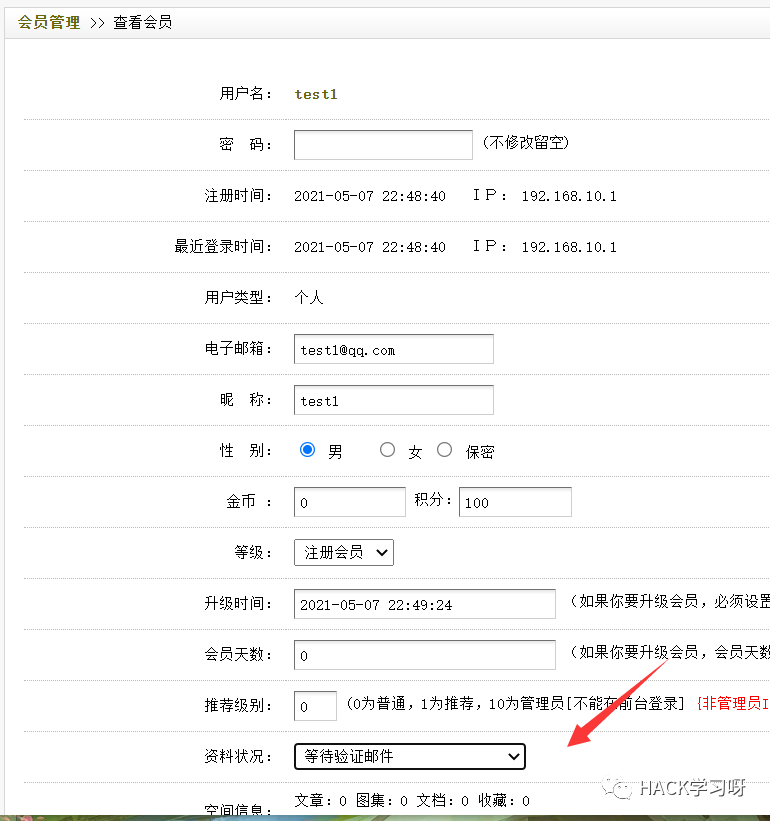 会员管理 >> 查看会员
用户名： test1
密　码： (不修改留空)
注册时间： 2021-05-07 22:48:40 ＩＰ： 192.168.10.1
最近登录时间： 2021-05-07 22:48:40 ＩＰ： 192.168.10.1
用户类型： 个人
电子邮箱： test1@qq.com
昵　称： test1
性　别： 男 女 保密
金币 ： 0 积分： 100
等级： 注册会员
升级时间： 2021-05-07 22:49:24 （如果你要升级会员，必须设置
会员天数： 0 （如果你要升级会员，会员天数
推荐级别： 0 （0为普通，1为推荐，10为管理员[不能在前台登录] {非管理员I
资料状况： 等待验证邮件
空间信息： 文章：0 图集：0 文档：0 收藏：0
HACK学习呀